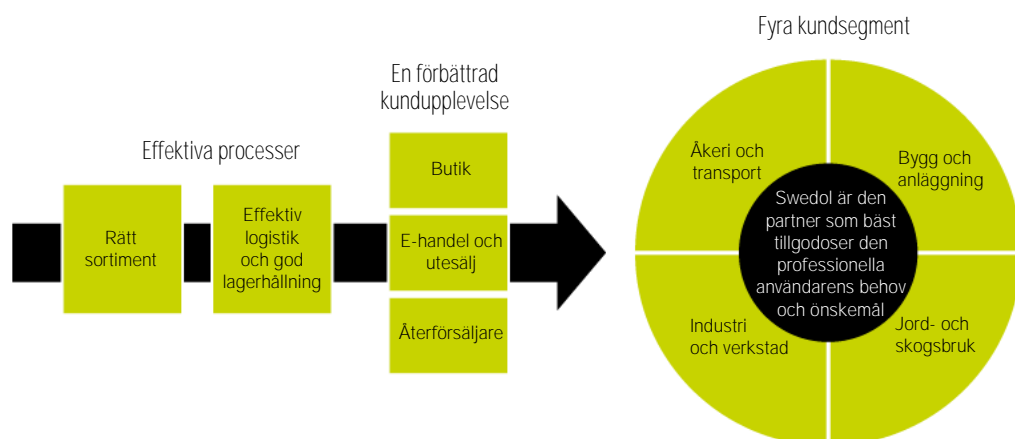 Fyra kundsegment
En förbättrad
kundupplevelse
Effektiva processer
Rätt
sortiment
Effektiv
logistik
och god
lagerhållning
Butik
E-handel och
utesälj
Återförsäljare
Åkeri och
transport
Bygg och
anläggning
Swedol är den
partner som bäst
tillgodoser den
professionella
användarens behov
och önskemål
Industri
och verkstad
Jord- och
skogsbruk